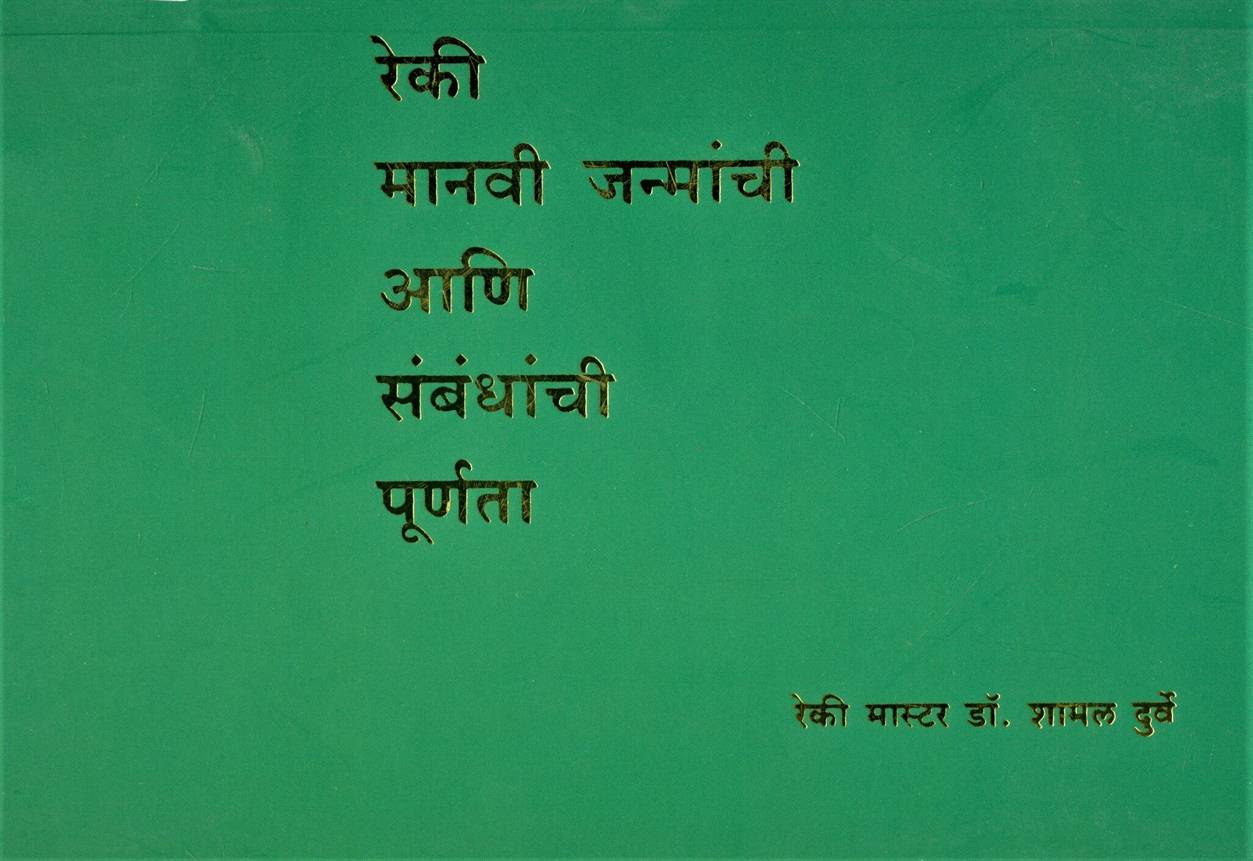 रेकी
मानवी जन्मांची
आणि
संबंधांची
पूर्णता
रेकी मास्टर डॉ. शामल दुर्वे